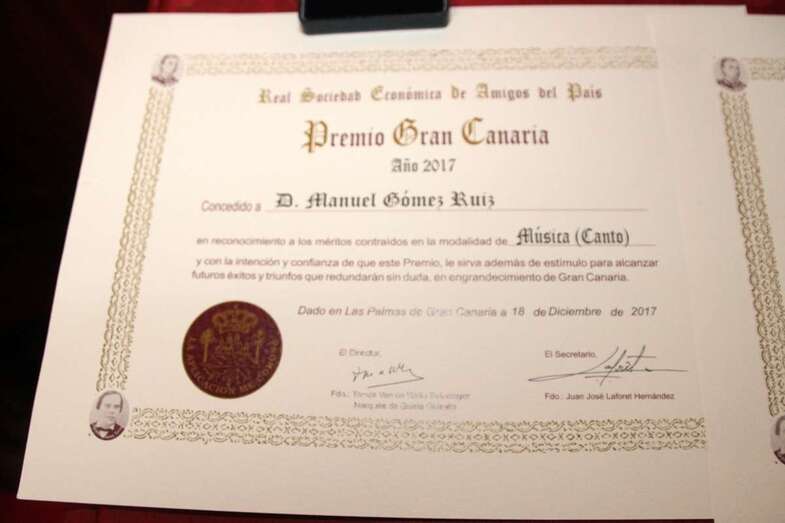 Real Sociedad Económica De Amigos del País
Premio Gran Canaria
Año 2017
Concedido a D. Manuel Gómez Ruiz
en reconocimiento a los méritos contraídos en la modalidad de Música (Canto)
y con la intención y confianza de que este Premio, le sirva además de estímulo para alcanzar
futuros éxitos y triunfos que redundarán sin duda, en engrandecimiento de Gran Canaria.
Dado en Las Palmas de Gran Canaria a 18 de Diciembre de 2017
El Director,
El Secretario,
Fdo.:
Marqués de
Fdo.: Juan José Laforet Hernández